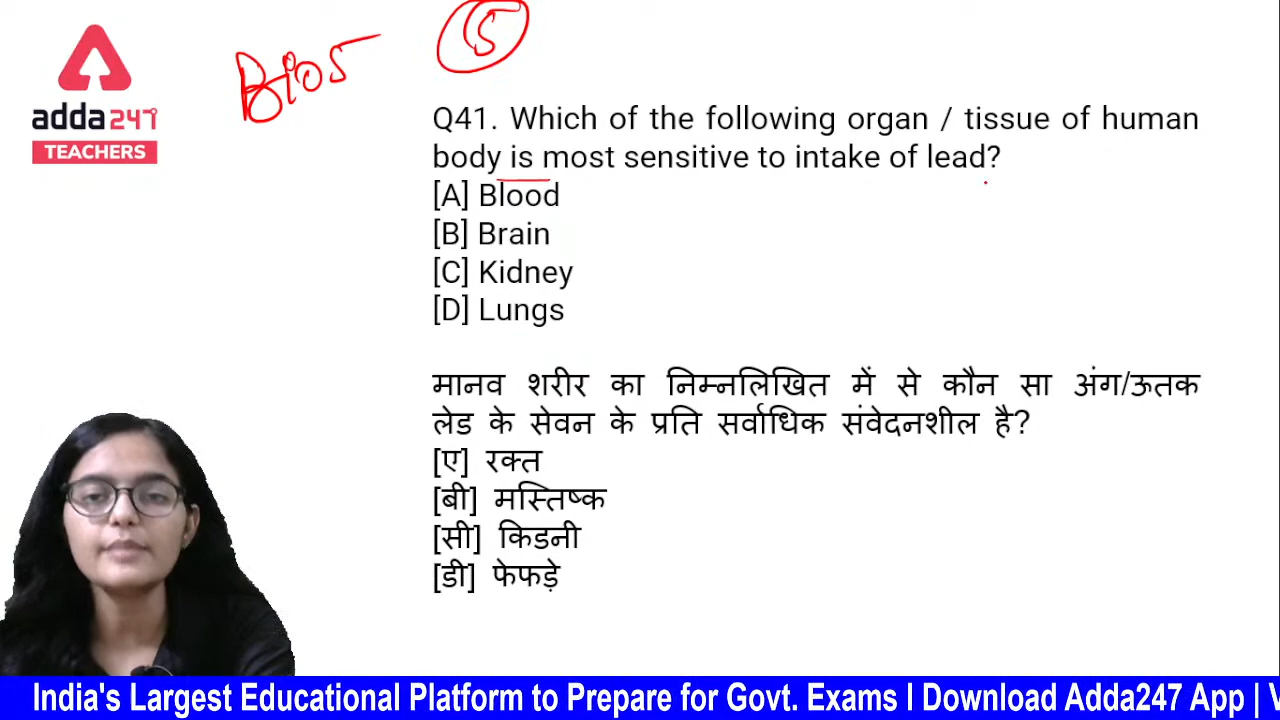 Bio 5
5
adda247
TEACHERS
Q41. Which of the following organ / tissue of human
body is most sensitive to intake of lead?
[A] Blood
[B] Brain
[C] Kidney
[D] Lungs
मानव शरीर का निम्नलिखित में से कौन सा अंग/ऊतक
लेड के सेवन के प्रति सर्वाधिक संवेदनशील है?
[ए] रक्त
[बी] मस्तिष्क
[सी] किडनी
[डी] फेफड़े
India's Largest Educational Platform to Prepare for Govt. Exams I Download Adda247 App | V